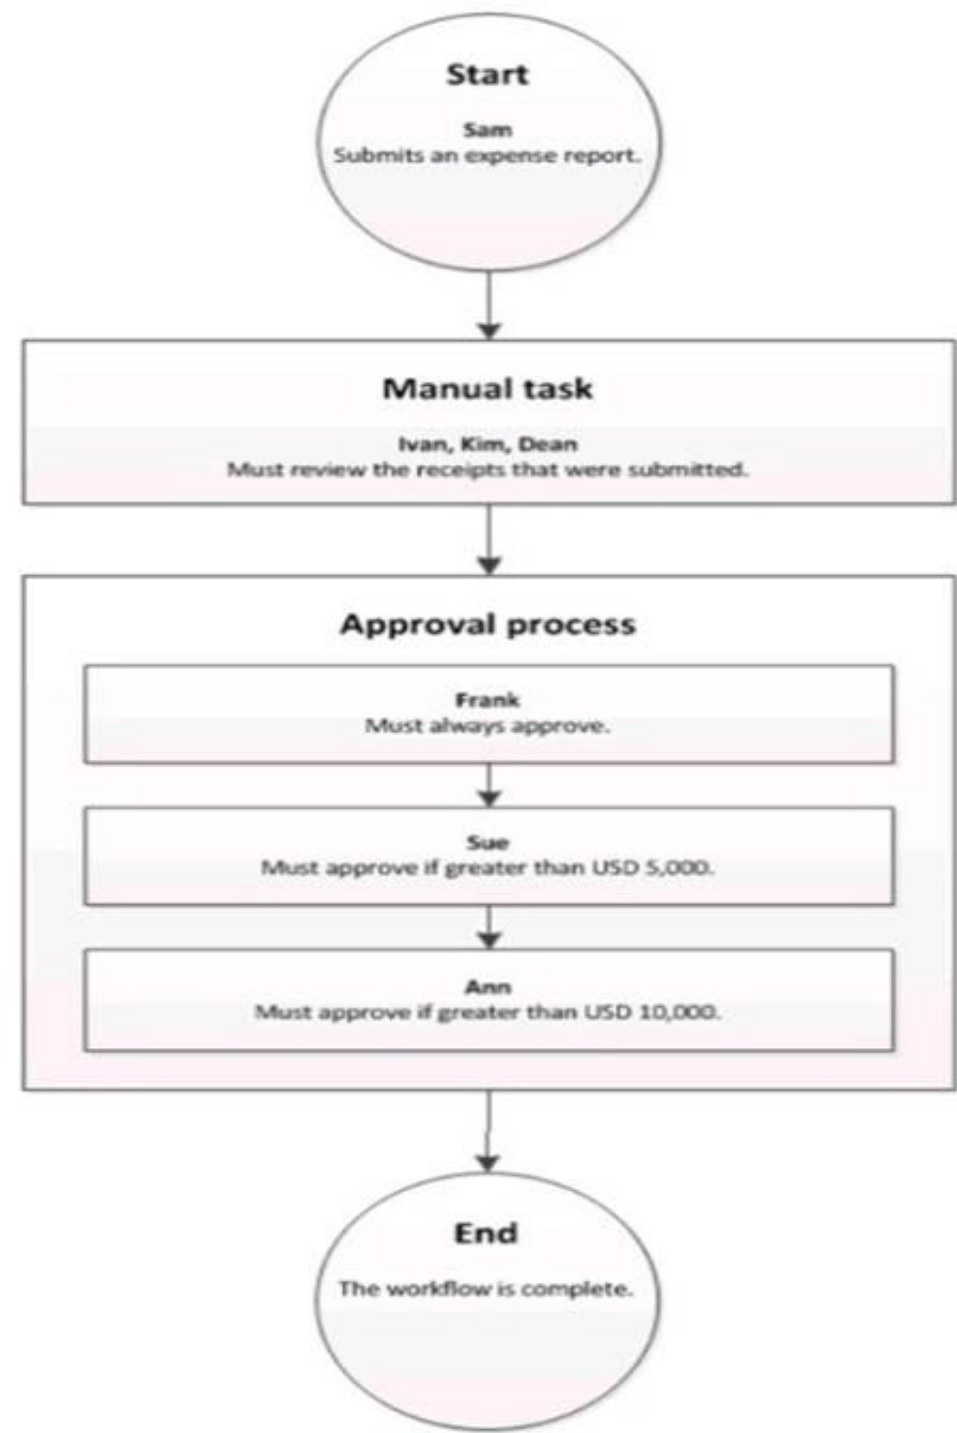 Start
Sam
Submits an expense report.
Manual task
Ivan, Kim, Dean
Must review the receipts that were submitted.
Approval process
Frank
Must always approve.
Sue
Must approve if greater than USD 5,000.
Ann
Must approve if greater than USD 10,000.
End
The workflow is complete.